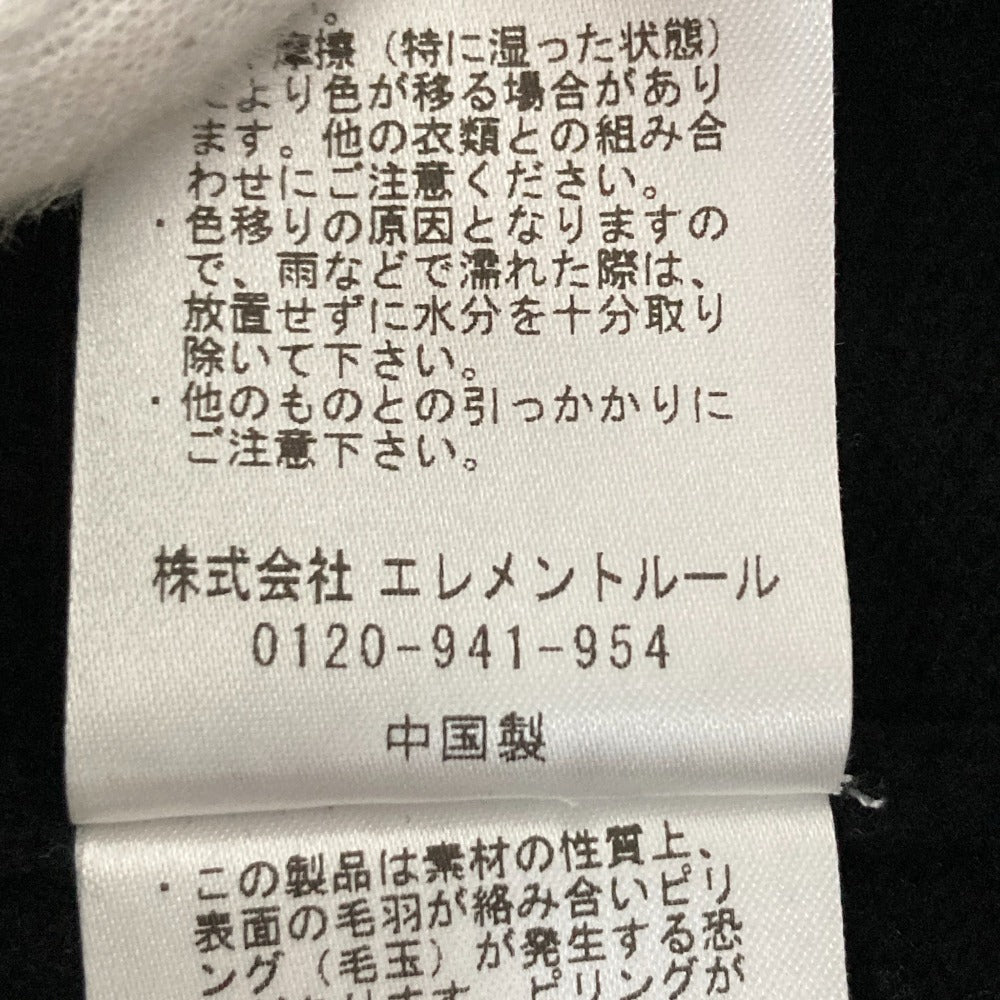 摩擦（特に湿った状態）
より色が移る場合があり
ます。他の衣類との組み合
わせにご注意ください。
・色移りの原因となりますの
で、雨などで濡れた際は、
放置せずに水分を十分取り
除いて下さい。
・他のものとの引っかかりに
ご注意下さい。
株式会社 エレメントルール
0120-941-954
中国製
・この製品は素材の性質上、
表面の毛羽が絡み合いピリ
ング（毛玉）が発生する恐
ピリングが